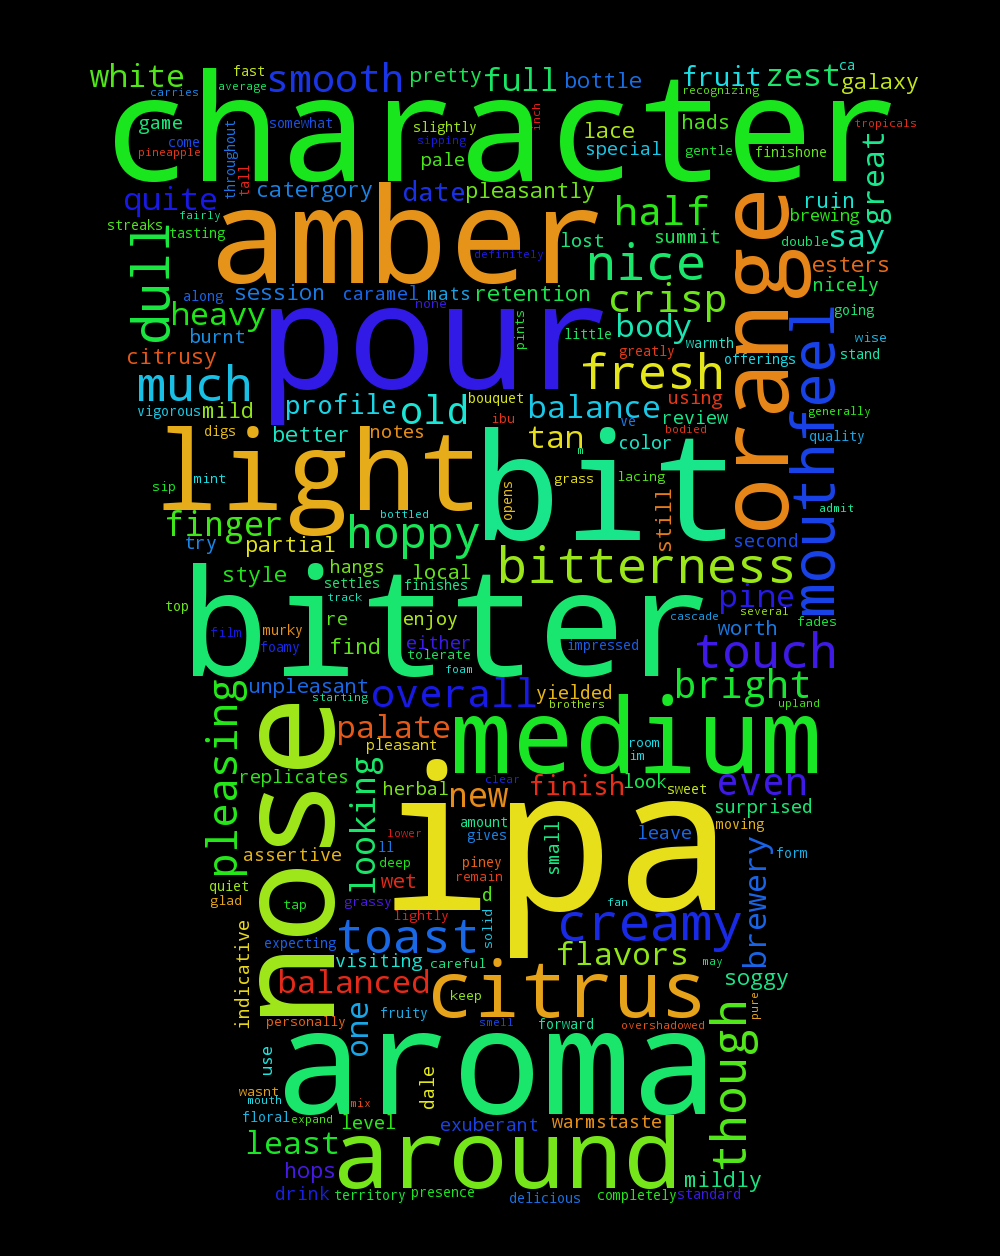 white fast smooth pretty full bottle fruit zest ca galaxy
carries average recognizing
character
game somewhat slightly inch lace hads tropicals
come sipping
pineapple throughout tall pale special gentle finishone great
quite catergory date pleasantly half ruin
streaks fairly brewing
tasting amber lost summit double say
dull definitely nice orange esters
along session caramel mats retention crisp nicely
heavy none going
burnt pour pints little body mouthfeel
citrusy greatly warmth offerings wise stand
much fresh
vigorous mild profile old bouquet balance using generally
ibu ve review
digs better notes tan color bodied quality
light bit
sip mint opens grass lacing still admit
finger bottled
try partial hoppy second
style hangs local bitterness
settles finishes pine
top bitter track re enjoy cascade several
film murky worth fades
foamy find either tolerate impressed touch
foam
unpleasant overall yielded bright
starting brothers upland
pleasing nose palate medium
pleasant room
im
replicates looking herbal clear finish look sweet even
new surprised
lower amount gives small leave moving
assertive ll ipa brewery form
deep piney
quiet wet remain
glad tap grassy d fan
lightly creamy
indicative expecting toast solid flavors
visiting careful may
balanced citrus soggy
keep
personally one fruity smell forward overshadowed pure
use aroma though
wasnt dale
mouth mix
floral expand level exuberant warmstaste
least around
hops mildly
drink territory presence delicious completely standard